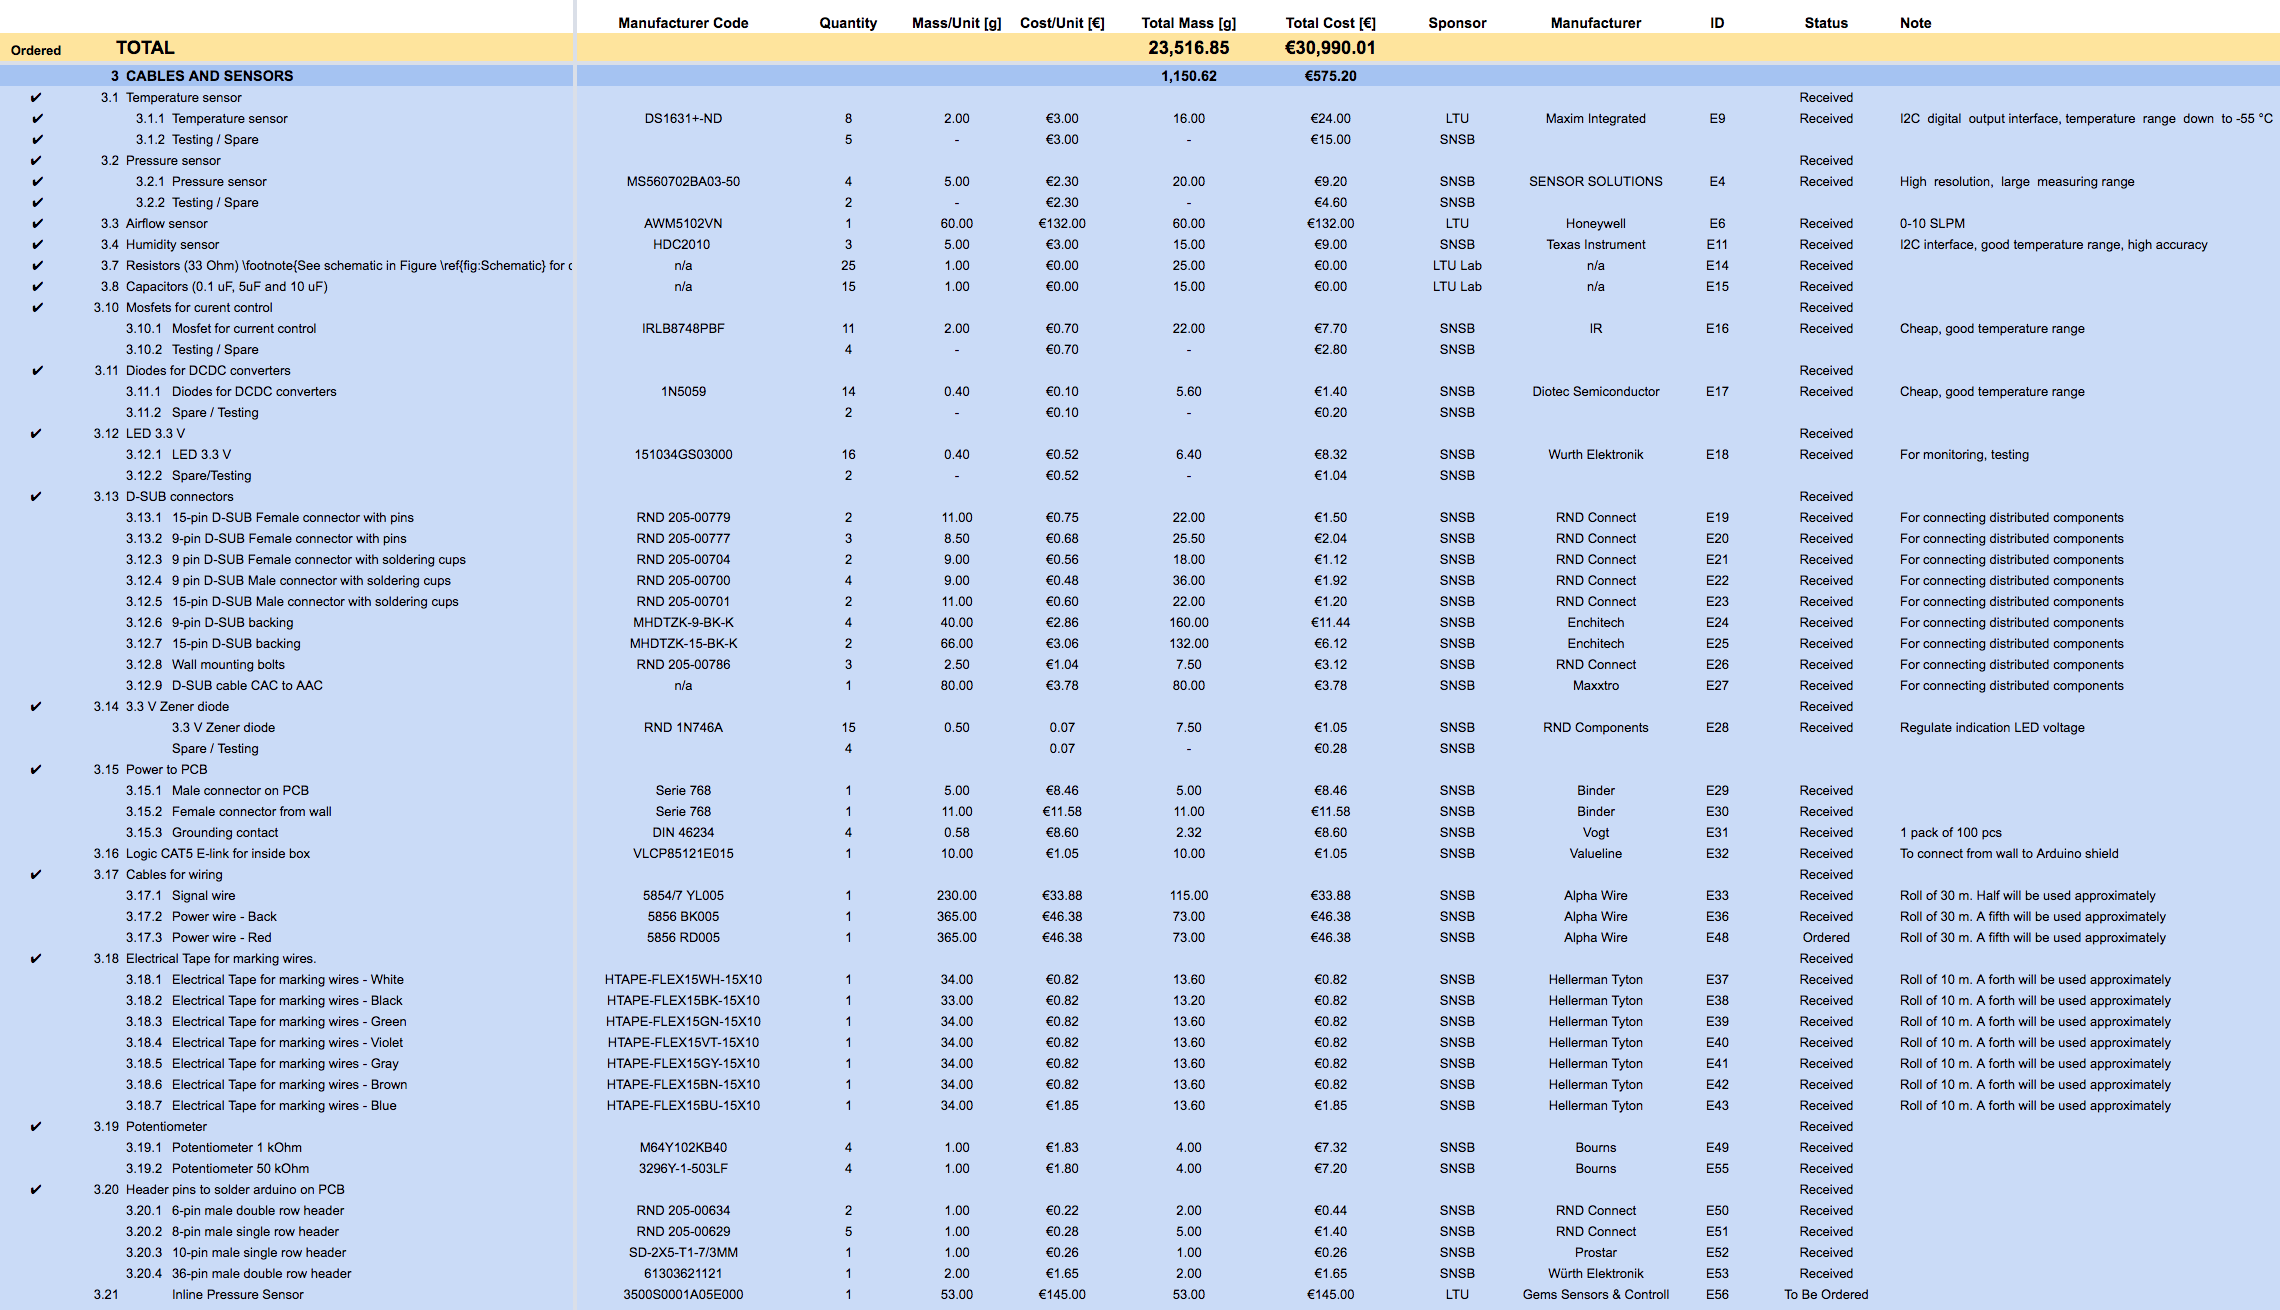 Manufacturer Code Quantity Mass/Unit [g] Cost/Unit [€] Total Mass [g] Total Cost [€] Sponsor Manufacturer ID Status Note
Ordered TOTAL 23,516.85 €30,990.01
3 CABLES AND SENSORS 1,150.62 €575.20
✔ 3.1 Temperature sensor Received
✔ 3.1.1 Temperature sensor DS1631+-ND 8 2.00 €3.00 16.00 €24.00 LTU Maxim Integrated E9 Received I2C digital output interface, temperature range down to -55 °C
✔ 3.1.2 Testing / Spare 5 - €3.00 - €15.00 SNSB
✔ 3.2 Pressure sensor Received
✔ 3.2.1 Pressure sensor MS560702BA03-50 4 5.00 €2.30 20.00 €9.20 SNSB SENSOR SOLUTIONS E4 Received High resolution, large measuring range
✔ 3.2.2 Testing / Spare 2 - €2.30 - €4.60 SNSB
✔ 3.3 Airflow sensor AWM5102VN 1 60.00 €132.00 60.00 €132.00 LTU Honeywell E6 Received 0-10 SLPM
✔ 3.4 Humidity sensor HDC2010 3 5.00 €3.00 15.00 €9.00 SNSB Texas Instrument E11 Received I2C interface, good temperature range, high accuracy
✔ 3.7 Resistors (33 Ohm) \footnote{See schematic in Figure \ref{fig:Schematic} for n/a 25 1.00 €0.00 25.00 €0.00 LTU Lab n/a E14 Received
✔ 3.8 Capacitors (0.1 uF, 5uF and 10 uF) n/a 15 1.00 €0.00 15.00 €0.00 LTU Lab n/a E15 Received
✔ 3.10 Mosfets for curent control Received
3.10.1 Mosfet for current control IRLB8748PBF 11 2.00 €0.70 22.00 €7.70 SNSB IR E16 Received Cheap, good temperature range
3.10.2 Testing / Spare 4 - €0.70 - €2.80 SNSB
✔ 3.11 Diodes for DCDC converters Received
3.11.1 Diodes for DCDC converters 1N5059 14 0.40 €0.10 5.60 €1.40 SNSB Diotec Semiconductor E17 Received Cheap, good temperature range
3.11.2 Spare / Testing 2 - €0.10 - €0.20 SNSB
✔ 3.12 LED 3.3 V Received
3.12.1 LED 3.3 V 151034GS03000 16 0.40 €0.52 6.40 €8.32 SNSB Wurth Elektronik E18 Received For monitoring, testing
3.12.2 Spare/Testing 2 - €0.52 - €1.04 SNSB
✔ 3.13 D-SUB connectors Received
3.13.1 15-pin D-SUB Female connector with pins RND 205-00779 2 11.00 €0.75 22.00 €1.50 SNSB RND Connect E19 Received For connecting distributed components
3.13.2 9-pin D-SUB Female connector with pins RND 205-00777 3 8.50 €0.68 25.50 €2.04 SNSB RND Connect E20 Received For connecting distributed components
3.12.3 9 pin D-SUB Female connector with soldering cups RND 205-00704 2 9.00 €0.56 18.00 €1.12 SNSB RND Connect E21 Received For connecting distributed components
3.12.4 9 pin D-SUB Male connector with soldering cups RND 205-00700 4 9.00 €0.48 36.00 €1.92 SNSB RND Connect E22 Received For connecting distributed components
3.12.5 15-pin D-SUB Male connector with soldering cups RND 205-00701 2 11.00 €0.60 22.00 €1.20 SNSB RND Connect E23 Received For connecting distributed components
3.12.6 9-pin D-SUB backing MHDTZK-9-BK-K 4 40.00 €2.86 160.00 €11.44 SNSB Enchitech E24 Received For connecting distributed components
3.12.7 15-pin D-SUB backing MHDTZK-15-BK-K 2 66.00 €3.06 132.00 €6.12 SNSB Enchitech E25 Received For connecting distributed components
3.12.8 Wall mounting bolts RND 205-00786 3 2.50 €1.04 7.50 €3.12 SNSB RND Connect E26 Received For connecting distributed components
3.12.9 D-SUB cable CAC to AAC n/a 1 80.00 €3.78 80.00 €3.78 SNSB Maxxtro E27 Received For connecting distributed components
✔ 3.14 3.3 V Zener diode Received
3.3 V Zener diode RND 1N746A 15 0.50 0.07 7.50 €1.05 SNSB RND Components E28 Received Regulate indication LED voltage
Spare / Testing 4 0.07 - €0.28 SNSB
✔ 3.15 Power to PCB
3.15.1 Male connector on PCB Serie 768 1 5.00 €8.46 5.00 €8.46 SNSB Binder E29 Received
3.15.2 Female connector from wall Serie 768 1 11.00 €11.58 11.00 €11.58 SNSB Binder E30 Received
3.15.3 Grounding contact DIN 46234 4 0.58 €8.60 2.32 €8.60 SNSB Vogt E31 Received 1 pack of 100 pcs
3.16 Logic CAT5 E-link for inside box VLCP85121E015 1 10.00 €1.05 10.00 €1.05 SNSB Valueline E32 Received To connect from wall to Arduino shield
✔ 3.17 Cables for wiring Received
3.17.1 Signal wire 5854/7 YL005 1 230.00 €33.88 115.00 €33.88 SNSB Alpha Wire E33 Received Roll of 30 m. Half will be used approximately
3.17.2 Power wire - Back 5856 BK005 1 365.00 €46.38 73.00 €46.38 SNSB Alpha Wire E36 Received Roll of 30 m. A fifth will be used approximately
3.17.3 Power wire - Red 5856 RD005 1 365.00 €46.38 73.00 €46.38 SNSB Alpha Wire E48 Ordered Roll of 30 m. A fifth will be used approximately
✔ 3.18 Electrical Tape for marking wires. Received
3.18.1 Electrical Tape for marking wires - White HTAPE-FLEX15WH-15X10 1 34.00 €0.82 13.60 €0.82 SNSB Hellerman Tyton E37 Received Roll of 10 m. A forth will be used approximately
3.18.2 Electrical Tape for marking wires - Black HTAPE-FLEX15BK-15X10 1 33.00 €0.82 13.20 €0.82 SNSB Hellerman Tyton E38 Received Roll of 10 m. A forth will be used approximately
3.18.3 Electrical Tape for marking wires - Green HTAPE-FLEX15GN-15X10 1 34.00 €0.82 13.60 €0.82 SNSB Hellerman Tyton E39 Received Roll of 10 m. A forth will be used approximately
3.18.4 Electrical Tape for marking wires - Violet HTAPE-FLEX15VT-15X10 1 34.00 €0.82 13.60 €0.82 SNSB Hellerman Tyton E40 Received Roll of 10 m. A forth will be used approximately
3.18.5 Electrical Tape for marking wires - Gray HTAPE-FLEX15GY-15X10 1 34.00 €0.82 13.60 €0.82 SNSB Hellerman Tyton E41 Received Roll of 10 m. A forth will be used approximately
3.18.6 Electrical Tape for marking wires - Brown HTAPE-FLEX15BN-15X10 1 34.00 €0.82 13.60 €0.82 SNSB Hellerman Tyton E42 Received Roll of 10 m. A forth will be used approximately
3.18.7 Electrical Tape for marking wires - Blue HTAPE-FLEX15BU-15X10 1 34.00 €1.85 13.60 €1.85 SNSB Hellerman Tyton E43 Received Roll of 10 m. A forth will be used approximately
✔ 3.19 Potentiometer Received
3.19.1 Potentiometer 1 kOhm M64Y102KB40 4 1.00 €1.83 4.00 €7.32 SNSB Bourns E49 Received
3.19.2 Potentiometer 50 kOhm 3296Y-1-503LF 4 1.00 €1.80 4.00 €7.20 SNSB Bourns E55 Received
✔ 3.20 Header pins to solder arduino on PCB Received
3.20.1 6-pin male double row header RND 205-00634 2 1.00 €0.22 2.00 €0.44 SNSB RND Connect E50 Received
3.20.2 8-pin male single row header RND 205-00629 5 1.00 €0.28 5.00 €1.40 SNSB RND Connect E51 Received
3.20.3 10-pin male single row header SD-2X5-T1-7/3MM 1 1.00 €0.26 1.00 €0.26 SNSB Prostar E52 Received
3.20.4 36-pin male double row header 61303621121 1 2.00 €1.65 2.00 €1.65 SNSB Würth Elektronik E53 Received
3.21 Inline Pressure Sensor 3500S0001A05E000 1 53.00 €145.00 53.00 €145.00 LTU Gems Sensors & Controll E56 To Be Ordered